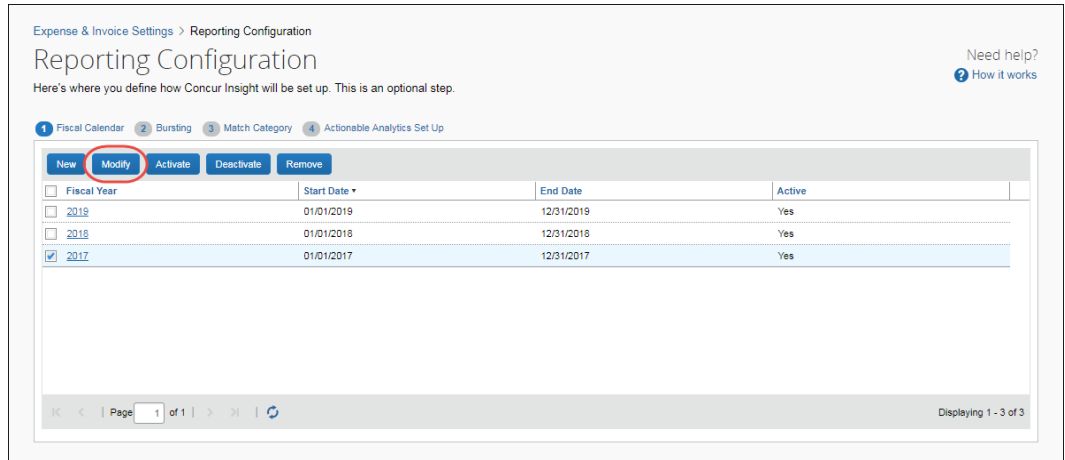 Expense & Invoice Settings > Reporting Configuration
Reporting Configuration
Need help?
? How it works
Here's where you define how Concur Insight will be set up. This is an optional step.
1 Fiscal Calendar 2 Bursting 3 Match Category 4 Actionable Analytics Set Up
New Modify Activate Deactivate Remove
Fiscal Year Start Date End Date Active
2019 01/01/2019 12/31/2019 Yes
2018 01/01/2018 12/31/2018 Yes
2017 01/01/2017 12/31/2017 Yes
Page 1 of 1 Displaying 1 - 3 of 3